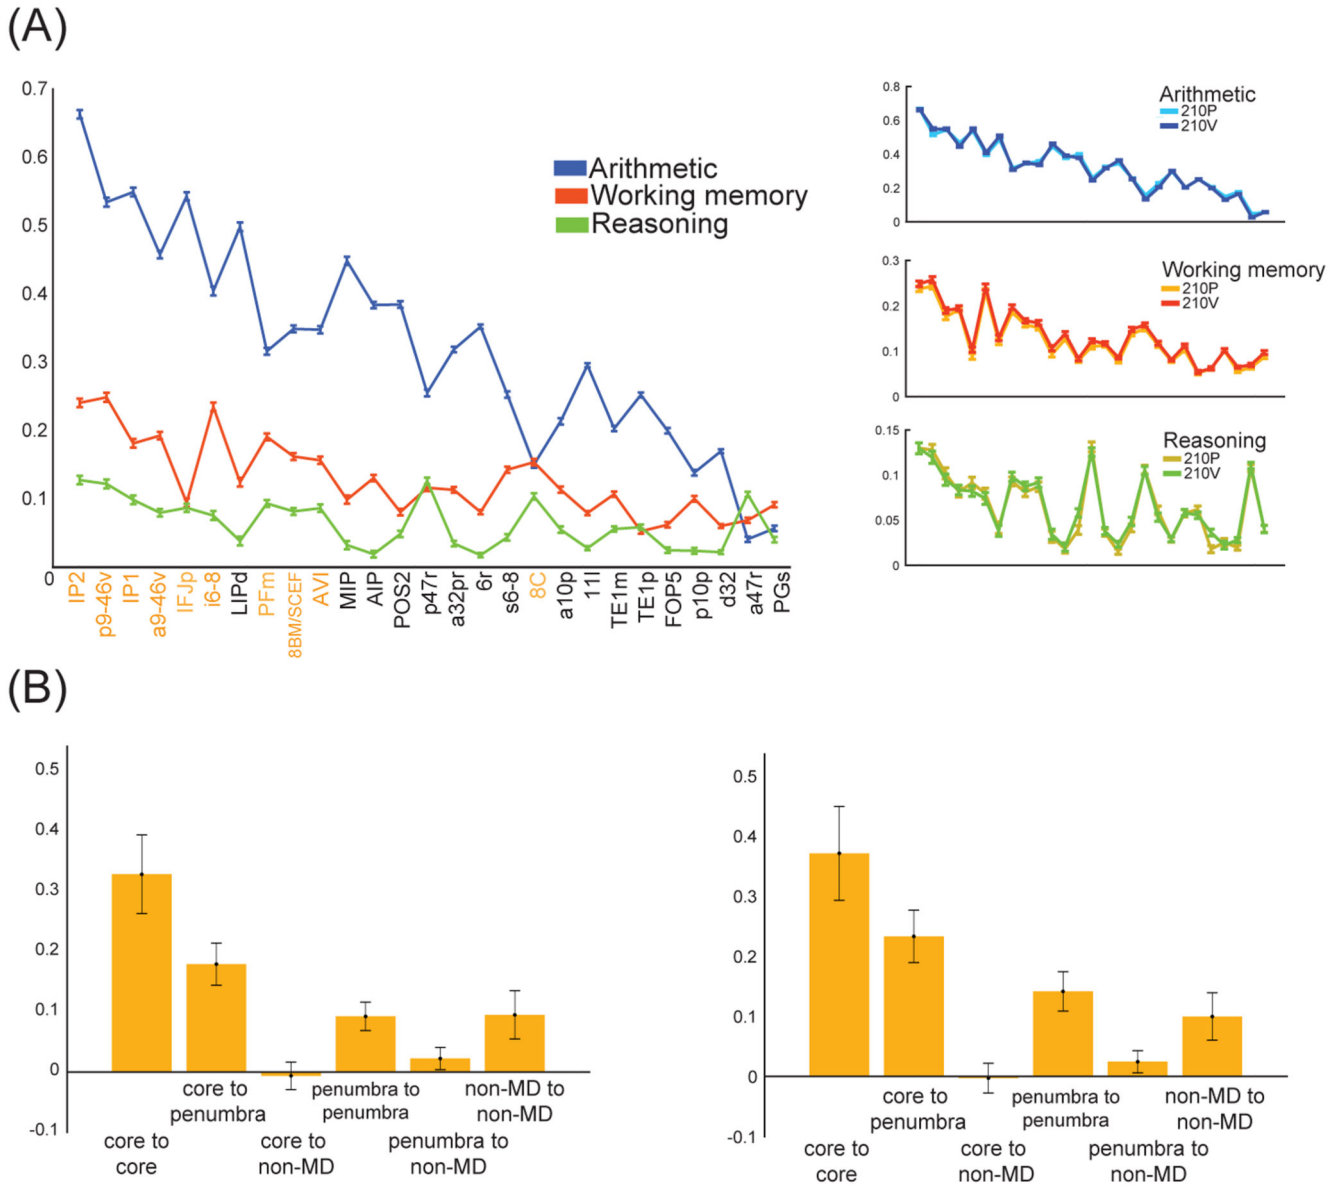 (A)
0.7
0.6
0.5
0.4
0.3
0.2
0.1
0
Arithmetic
Working memory
Reasoning
IP2
p9-46v
IP1
a9-46v
IFJp
i6-8
LIPd
PFm
8BM/SCEF
AVI
MIP
AIP
POS2
p47r
a32pr
6r
s6-8
8C
a10p
11l
TE1m
TE1p
FOP5
p10p
d32
a47r
PGs
0.8
0.6
0.4
0.2
0
Arithmetic
210P
210V
0.3
0.2
0.1
0
Working memory
210P
210V
0.15
0.1
0.05
0
Reasoning
210P
210V
(B)
0.5
0.4
0.3
0.2
0.1
0
-0.1
core to
core
core to
penumbra
core to
non-MD
penumbra to
penumbra
penumbra to
non-MD
non-MD to
non-MD
0.5
0.4
0.3
0.2
0.1
0
-0.1
core to
core
core to
penumbra
core to
non-MD
penumbra to
penumbra
penumbra to
non-MD
non-MD to
non-MD